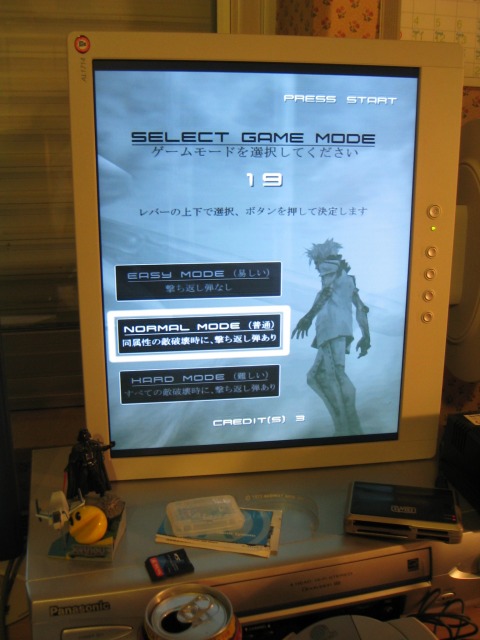 PRESS START
SELECT GAME MODE
ゲームモードを選択してください
19
レバーの上下で選択、ボタンを押して決定します
EASY MODE (易しい)
撃ち返し弾なし
NORMAL MODE (普通)
同属性の敵破壊時に、撃ち返し弾あり
HARD MODE (難しい)
すべての敵破壊時に、撃ち返し弾あり
CREDIT(S) 3
Panasonic